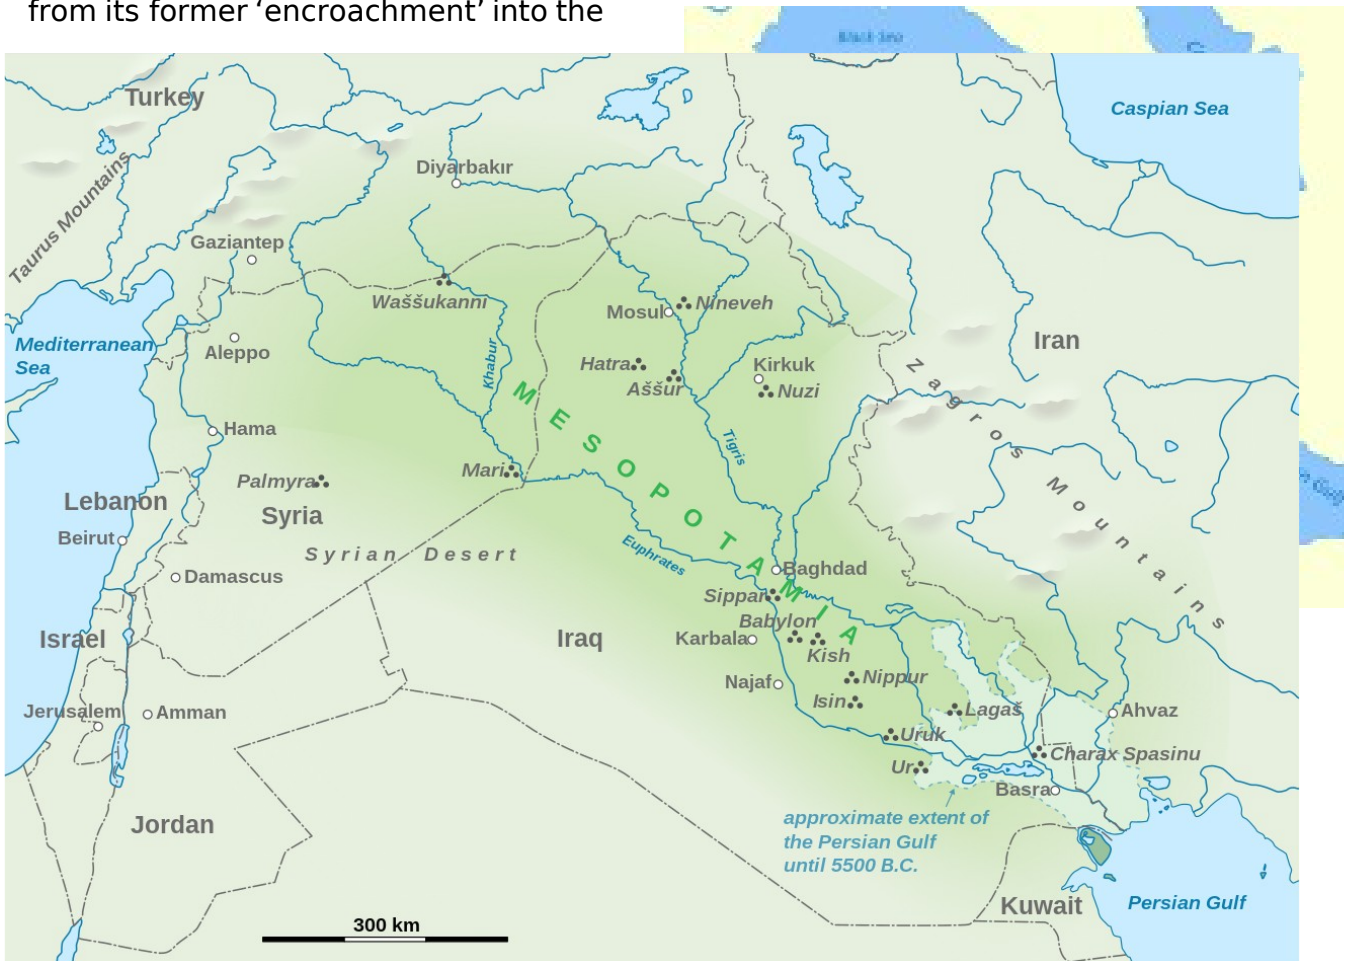 from its former ‘encroachment’ into the
Black Sea
Turkey
Caspian Sea
Taurus Mountains
Diyarbakır
Gaziantep
Waššukanni
Nineveh
Mosul
Mediterranean
Sea
Aleppo
Khabur
Hatra
Aššur
Kirkuk
Nuzi
Iran
Zagros Mountains
MESOPOTAMIA
Hama
Tigris
Mari
Palmyra
Lebanon
Syria
Beirut
Syrian Desert
Euphrates
Baghdad
Damascus
Sippar
Babylon
Israel
Iraq
Karbala
Kish
Nippur
Najaf
Isin
Lagaš
Jerusalem
Amman
Ahvaz
Uruk
Charax Spasinu
Ur
Basra
approximate extent of
the Persian Gulf
until 5500 B.C.
Jordan
Kuwait
Persian Gulf
300 km